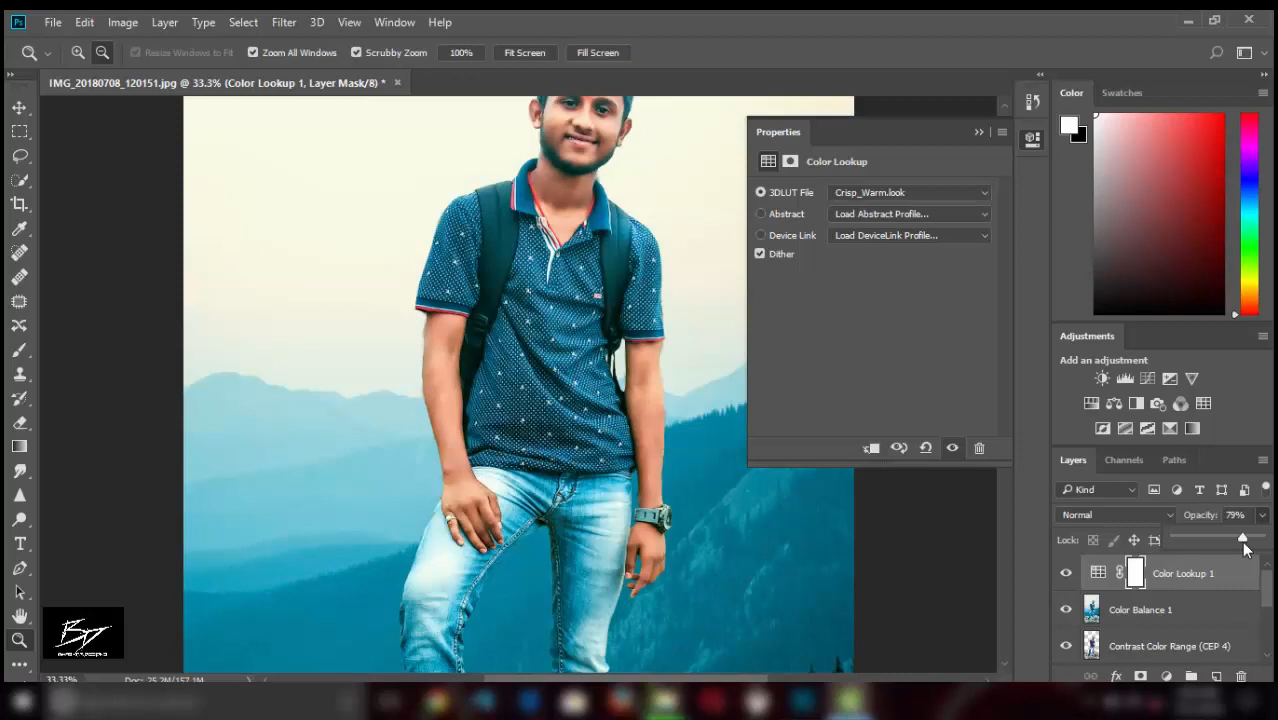 Ps File Edit Image Layer Type Select Filter 3D View Window Help
Resize Windows to Fit Zoom All Windows Scrubby Zoom 100% Fit Screen Fill Screen
IMG_20180708_120151.jpg @ 33.3% (Color Lookup 1, Layer Mask/8) * ×
Color Swatches
Properties
Color Lookup
3DLUT File Crisp_Warm.look
Abstract Load Abstract Profile...
Device Link Load DeviceLink Profile...
Dither
Adjustments
Add an adjustment
Layers Channels Paths
Kind
Normal Opacity: 79%
Lock:
Color Lookup 1
Color Balance 1
Contrast Color Range (CEP 4)
33.33% Doc: 25.2M/157.1M